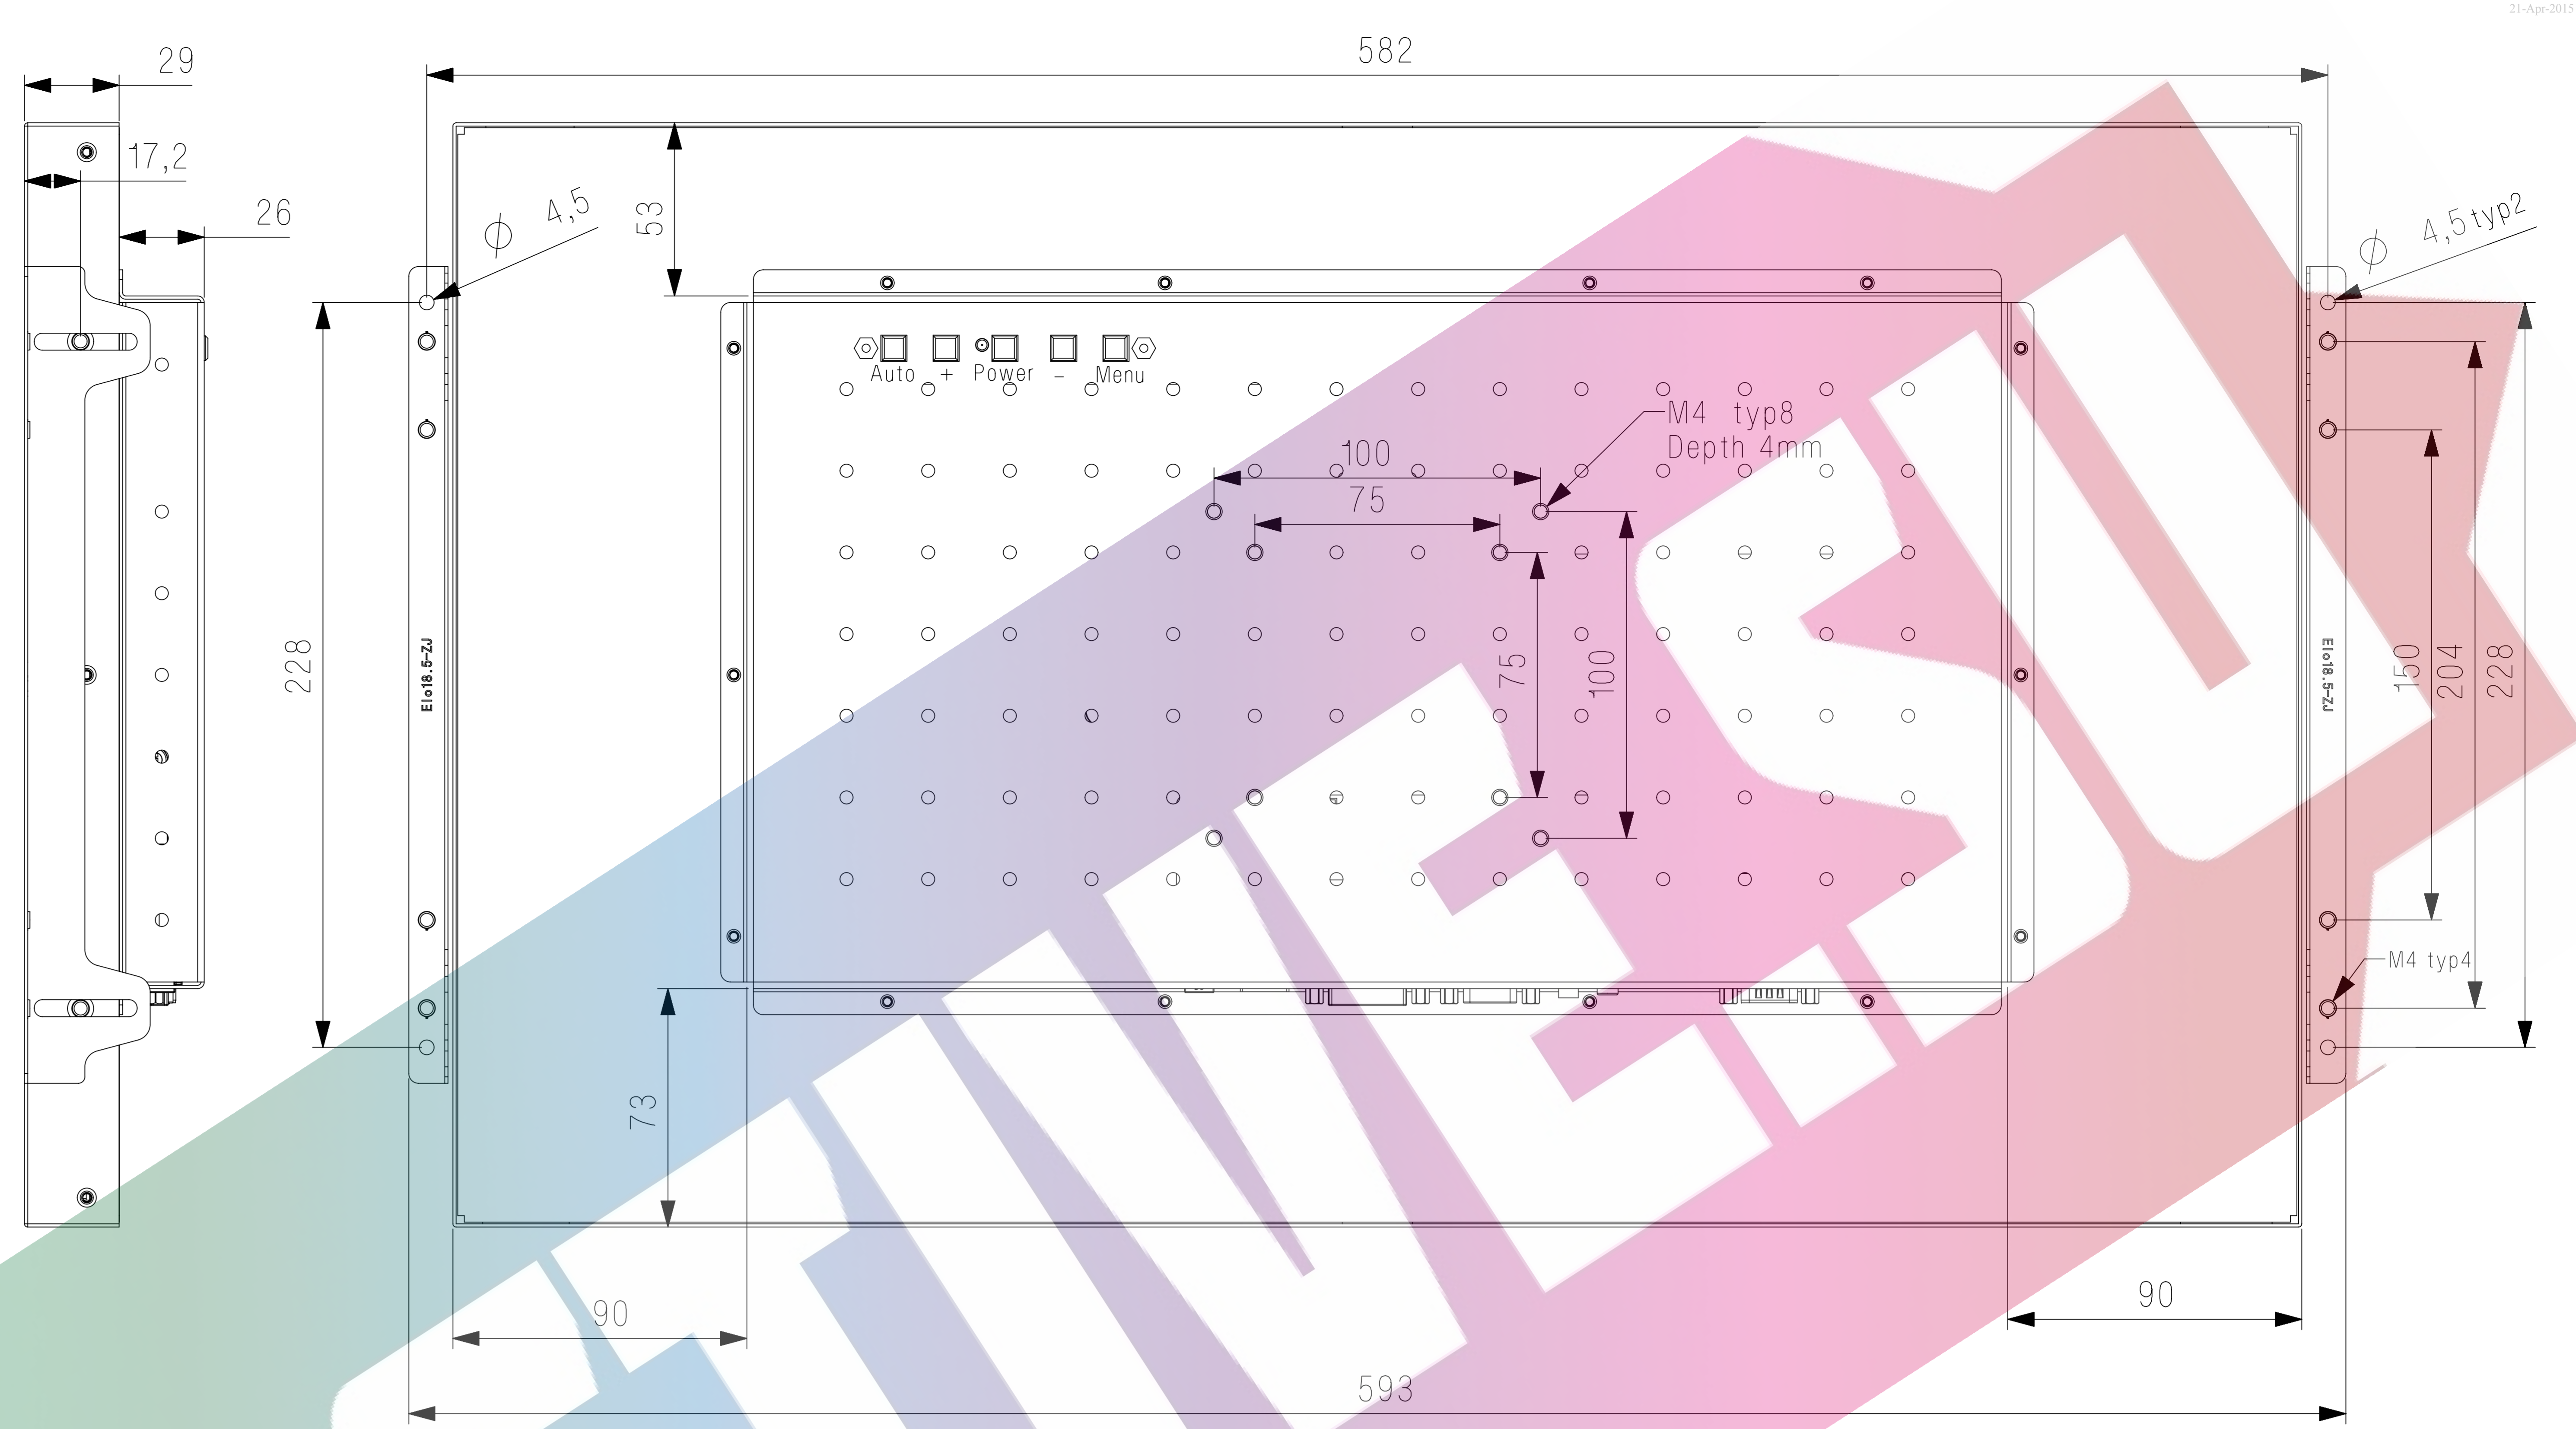 21-Apr-2015
29
582
17,2
26
Ø 4,5
53
Ø 4,5 typ2
Auto + Power - Menu
M4 typ8
Depth 4mm
100
75
75
100
228
Elo18.5-ZJ
Elo18.5-ZJ
150
204
228
M4 typ4
73
90
90
593